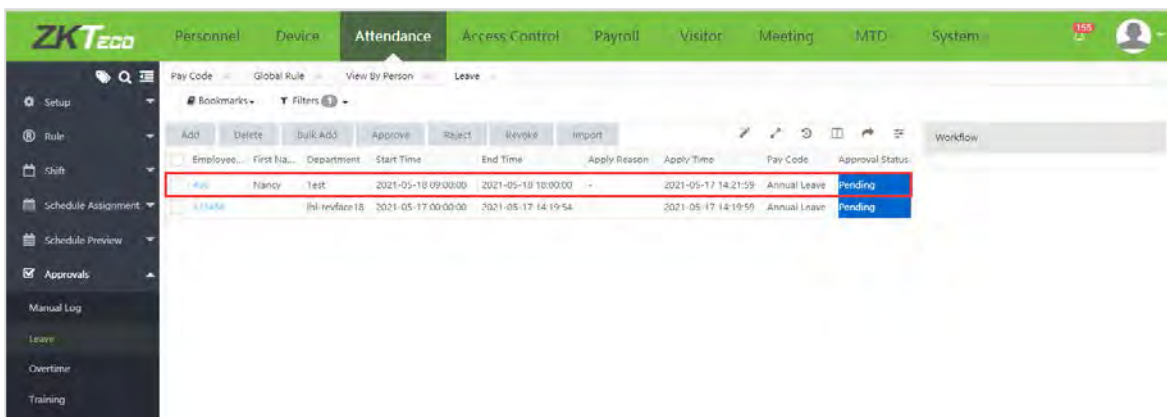 ZKTeco Personnel Device Attendance Access Control Payroll Visitor Meeting MTD System 155
Pay Code Global Rule View By Person Leave
Setup
Bookmarks Filters 1
Rule
Add Delete Bulk Add Approve Reject Revoke Import
Workflow
Employee... First Na... Department Start Time End Time Apply Reason Apply Time Pay Code Approval Status
Shift
Nancy Test 2021-05-18 09:00:00 2021-05-18 18:00:00 - 2021-05-17 14:21:59 Annual Leave Pending
Schedule Assignment
2021-05-17 00:00:00 2021-05-17 14:19:54 2021-05-17 14:19:59 Annual Leave Pending
Schedule Preview
Approvals
Manual Log
Leave
Overtime
Training